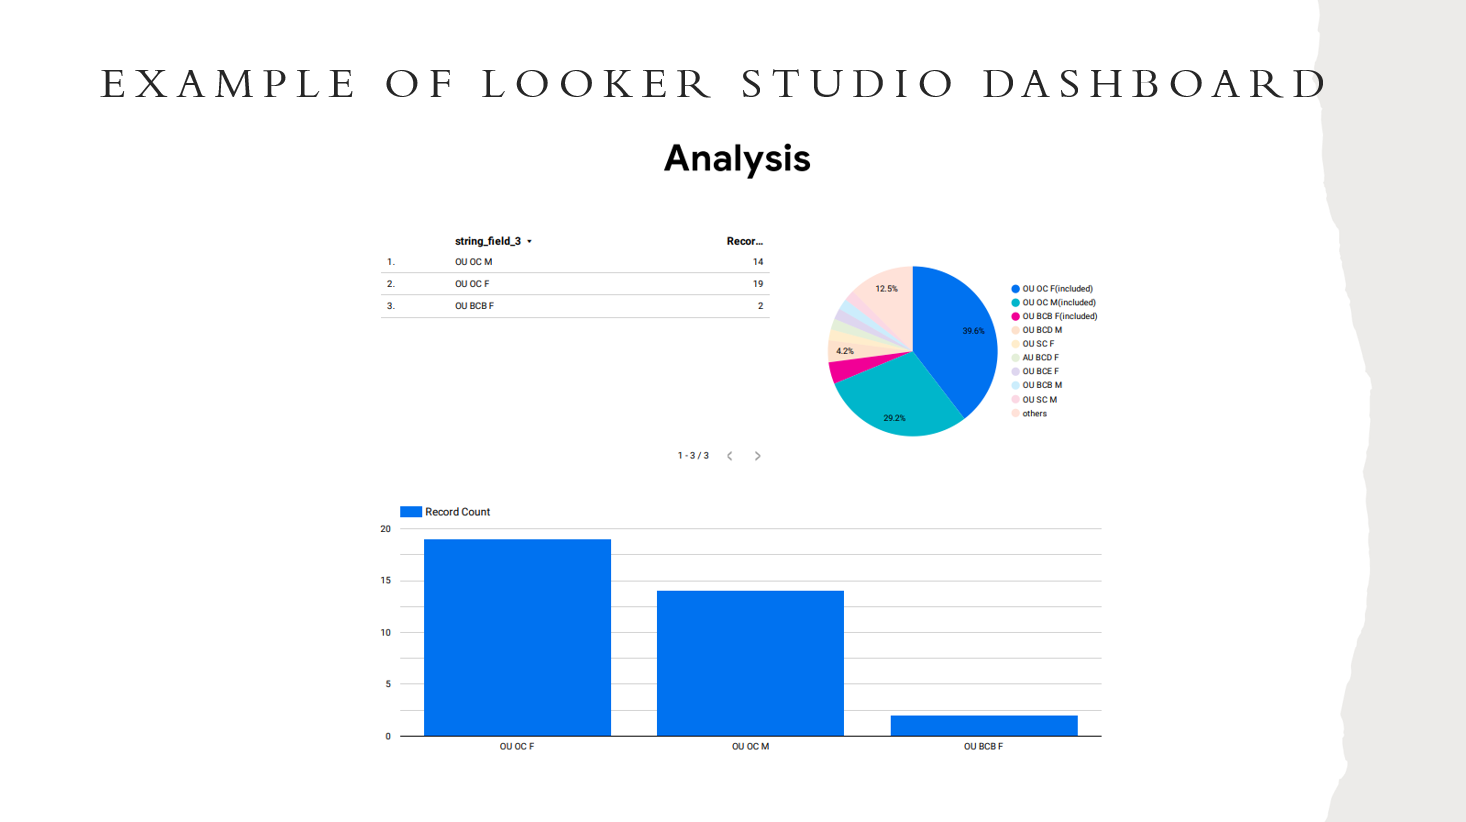 EXAMPLE OF LOOKER STUDIO DASHBOARD
Analysis
string_field_3 Recor...
1. OU OC M 14
2. OU OC F 19
3. OU BCB F 2
1 - 3 / 3
12.5%
39.6%
4.2%
29.2%
OU OC F(included)
OU OC M(included)
OU BCB F(included)
OU BCD M
OU SC F
AU BCD F
OU BCE F
OU BCB M
OU SC M
others
Record Count
20
15
10
5
0
OU OC F OU OC M OU BCB F